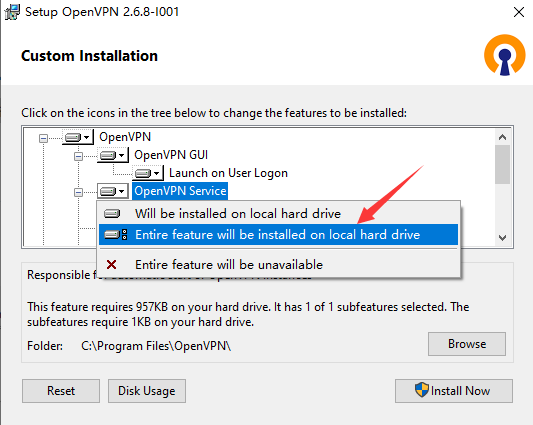 Setup OpenVPN 2.6.8-I001
Custom Installation
Click on the icons in the tree below to change the features to be installed:
OpenVPN
OpenVPN GUI
Launch on User Logon
OpenVPN Service
Will be installed on local hard drive
Entire feature will be installed on local hard drive
Entire feature will be unavailable
Responsible for
This feature requires 957KB on your hard drive. It has 1 of 1 subfeatures selected. The
subfeatures require 1KB on your hard drive.
Folder: C:\Program Files\OpenVPN\
Browse
Reset
Disk Usage
Install Now